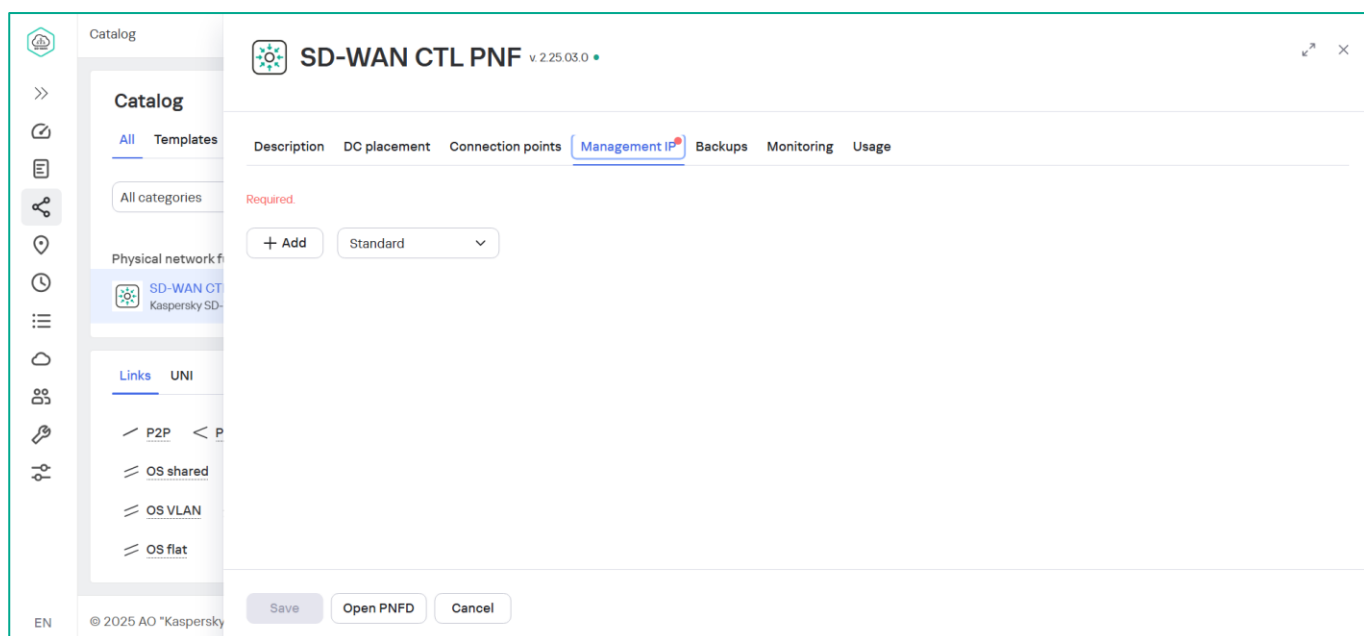 Catalog
SD-WAN CTL PNF v. 2.25.03.0
Catalog
All Templates
Description DC placement Connection points Management IP Backups Monitoring Usage
All categories
Required.
+ Add Standard
Physical network f
SD-WAN CT
Kaspersky SD-
Links UNI
P2P P
OS shared
OS VLAN
OS flat
Save Open PNFD Cancel
EN © 2025 AO "Kaspersky